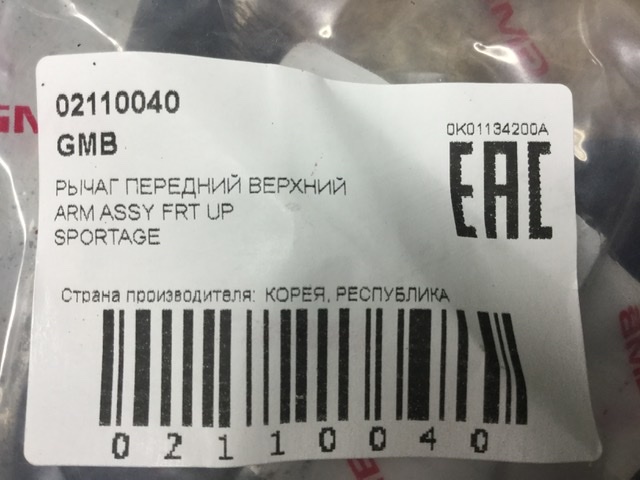 02110040
GMB
0K01134200A
EAC
РЫЧАГ ПЕРЕДНИЙ ВЕРХНИЙ
ARM ASSY FRT UP
SPORTAGE
Страна производителя: КОРЕЯ, РЕСПУБЛИКА
02110040